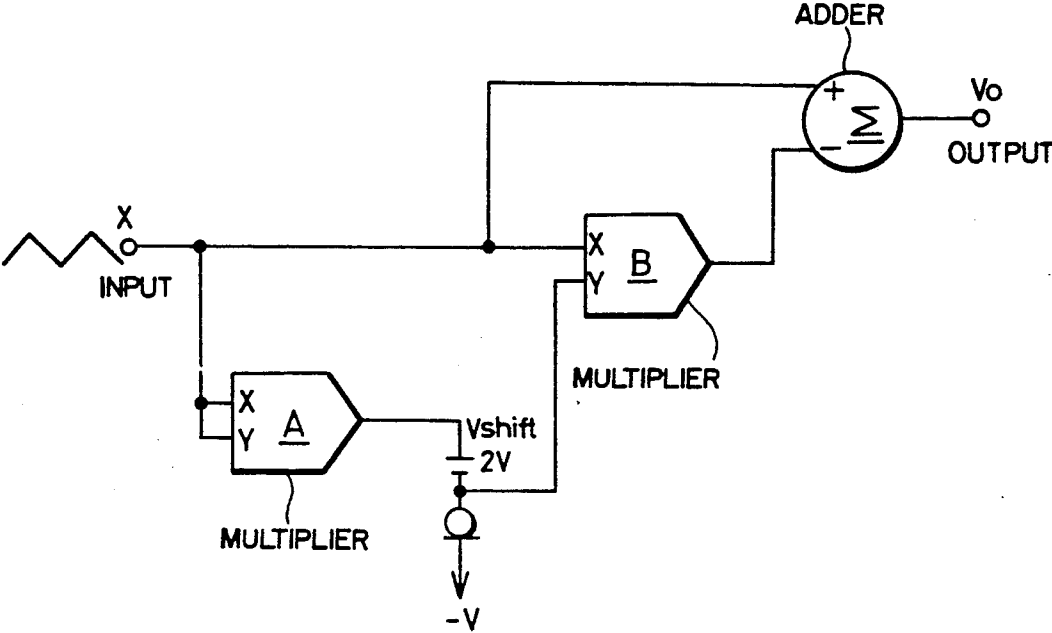 ADDER
+
Σ
−
Vo
OUTPUT
X
INPUT
X
Y
B
MULTIPLIER
X
Y
A
MULTIPLIER
Vshift
2V
-V